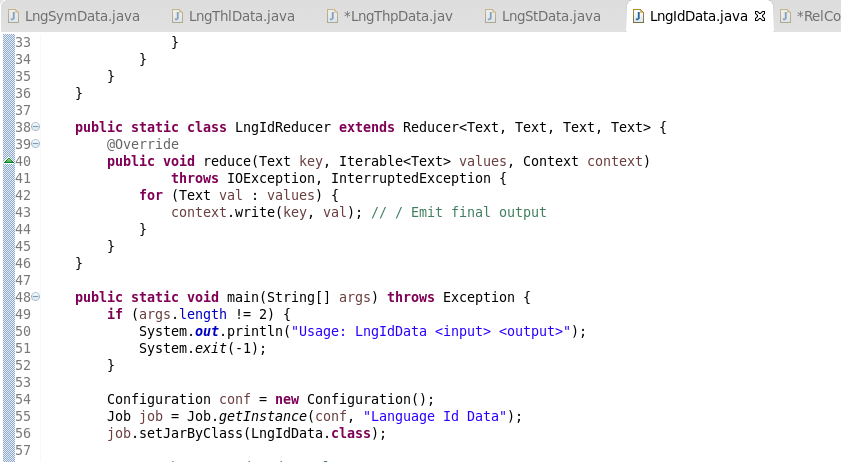 LngSymData.java LngThlData.java *LngThpData.jav LngStData.java LngIdData.java *RelCo
33 }
34 }
35 }
36 }
37
38 public static class LngIdReducer extends Reducer<Text, Text, Text, Text> {
39 @Override
40 public void reduce(Text key, Iterable<Text> values, Context context)
41 throws IOException, InterruptedException {
42 for (Text val : values) {
43 context.write(key, val); // / Emit final output
44 }
45 }
46 }
47
48 public static void main(String[] args) throws Exception {
49 if (args.length != 2) {
50 System.out.println("Usage: LngIdData <input> <output>");
51 System.exit(-1);
52 }
53
54 Configuration conf = new Configuration();
55 Job job = Job.getInstance(conf, "Language Id Data");
56 job.setJarByClass(LngIdData.class);
57